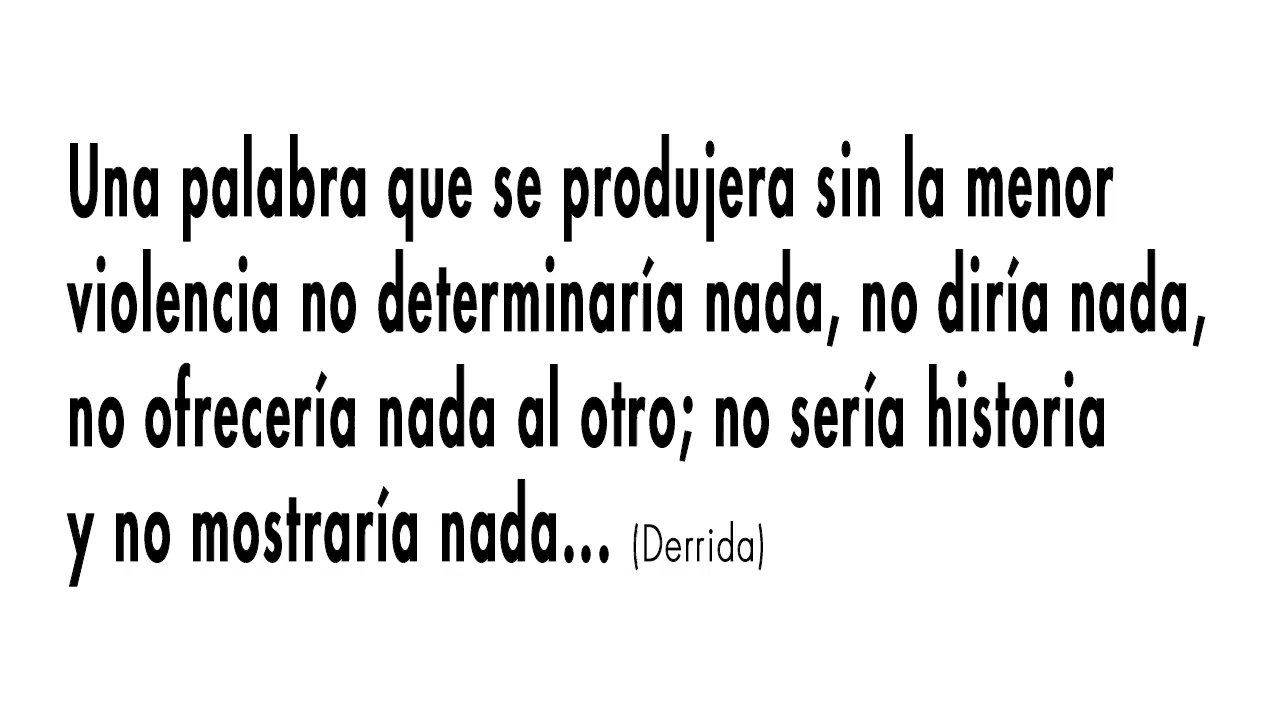 Una palabra que se produjera sin la menor
violencia no determinaría nada, no diría nada,
no ofrecería nada al otro; no sería historia
y no mostraría nada... (Derrida)